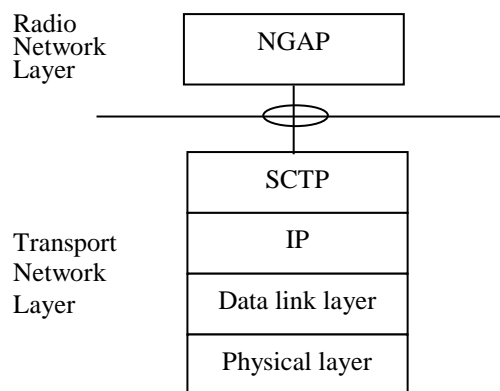 Radio
Network
Layer
NGAP
SCTP
IP
Transport
Network
Layer
Data link layer
Physical layer